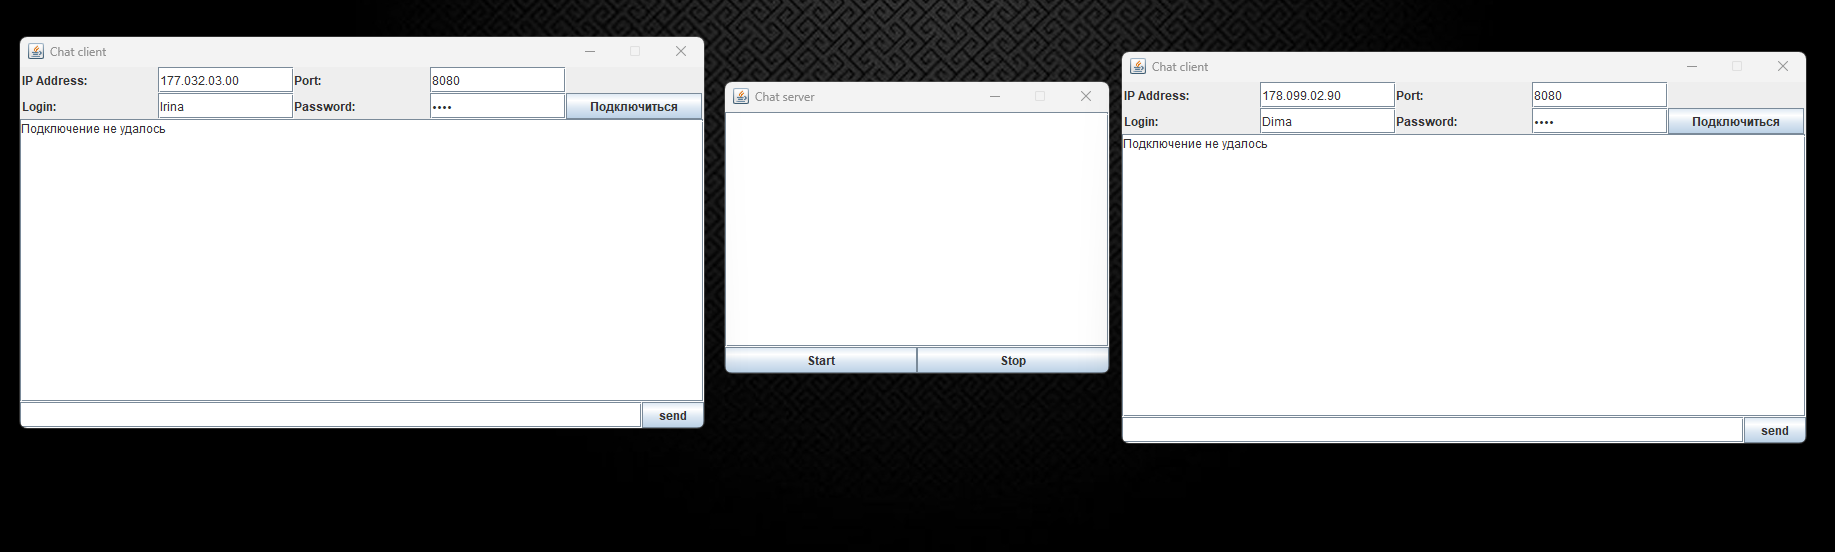 Chat client
IP Address: 177.032.03.00 Port: 8080
Login: Irina Password: •••• Подключиться
Подключение не удалось
send
Chat server
Start Stop
Chat client
IP Address: 178.099.02.90 Port: 8080
Login: Dima Password: •••• Подключиться
Подключение не удалось
send